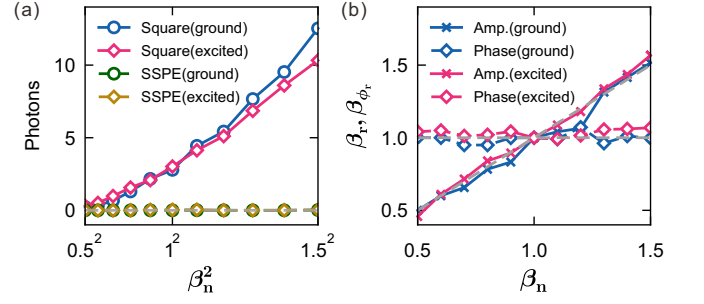 (a)
Photons
10
5
0
Square(ground)
Square(excited)
SSPE(ground)
SSPE(excited)
0.5²
1²
1.5²
βₙ²
(b)
βᵣ, β_ϕᵣ
1.5
1.0
0.5
Amp.(ground)
Phase(ground)
Amp.(excited)
Phase(excited)
0.5
1.0
1.5
βₙ